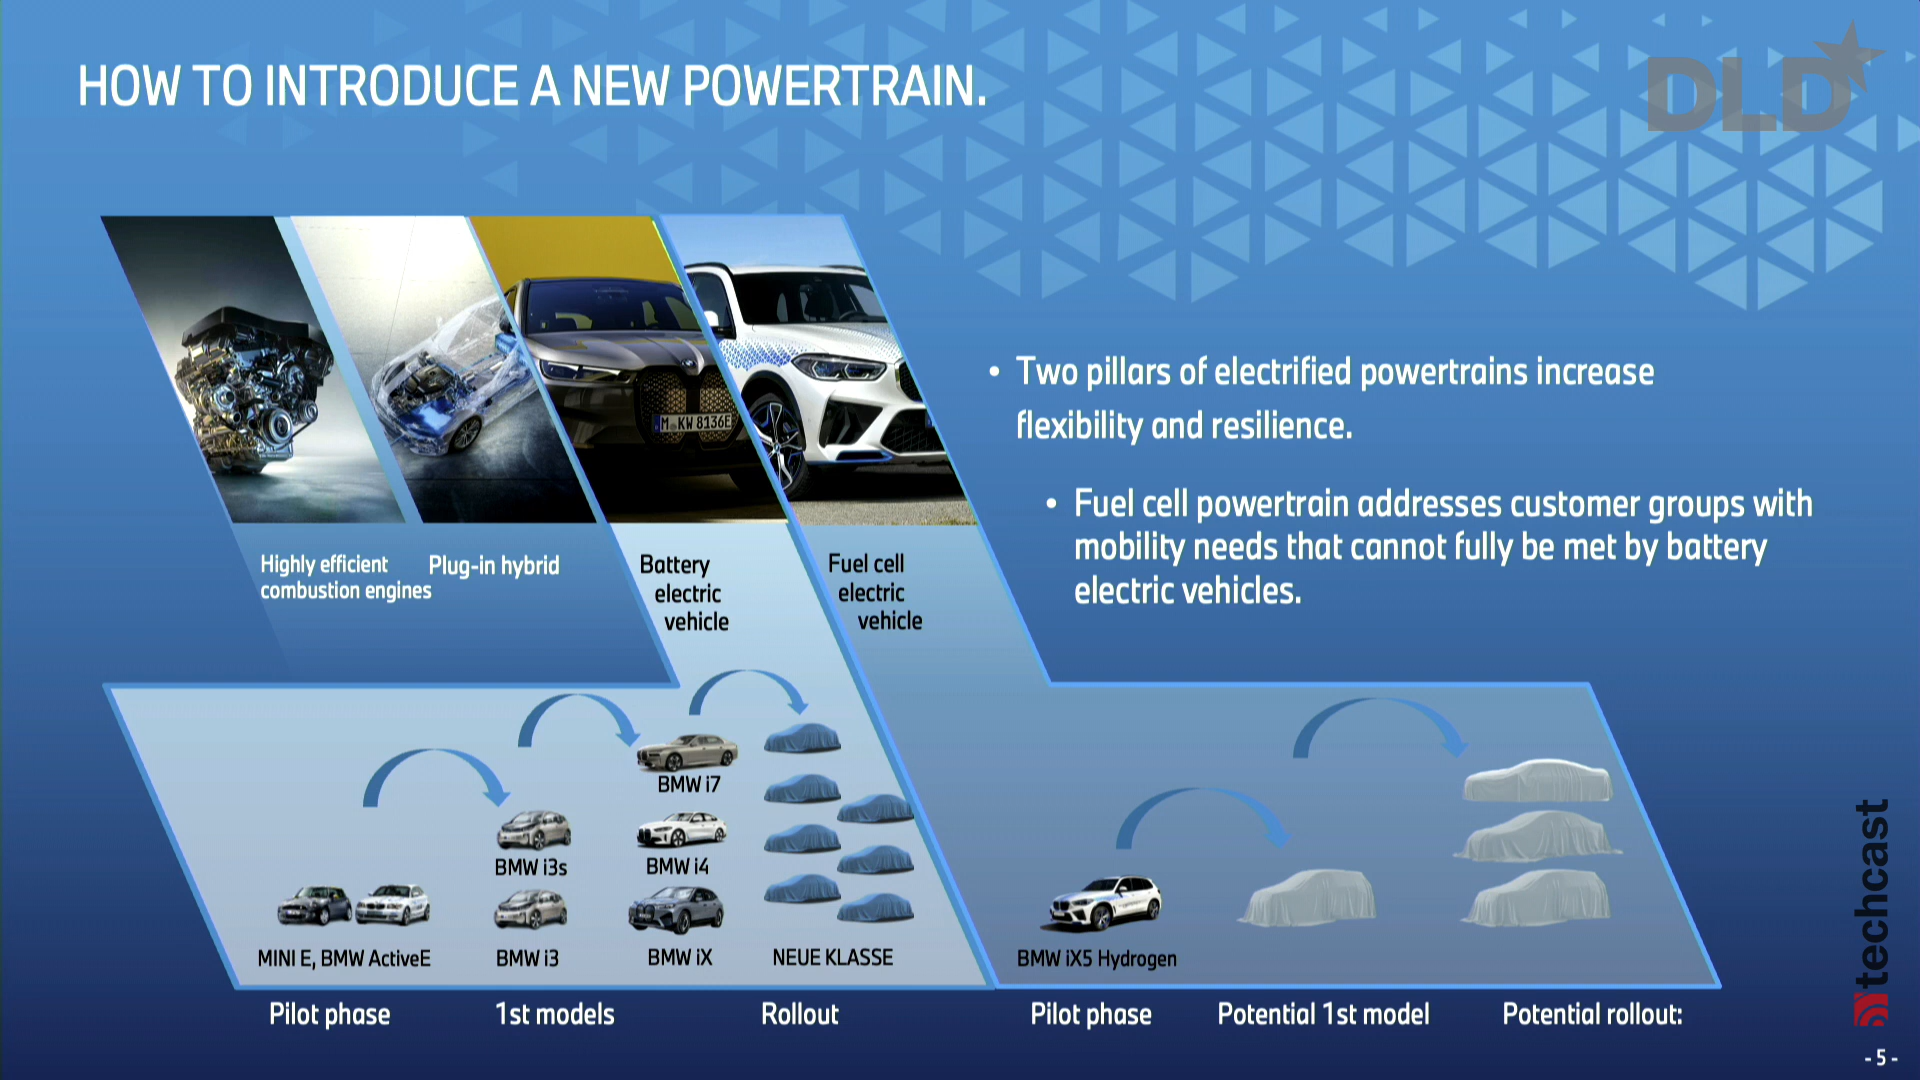 HOW TO INTRODUCE A NEW POWERTRAIN.
DLD
M KW 8136E
• Two pillars of electrified powertrains increase
flexibility and resilience.
• Fuel cell powertrain addresses customer groups with
mobility needs that cannot fully be met by battery
electric vehicles.
Highly efficient
combustion engines
Plug-in hybrid
Battery
electric
vehicle
Fuel cell
electric
vehicle
BMW i7
BMW i3s
BMW i4
MINI E, BMW ActiveE
BMW i3
BMW iX
NEUE KLASSE
BMW iX5 Hydrogen
Pilot phase
1st models
Rollout
Pilot phase
Potential 1st model
Potential rollout:
techcast
- 5 -